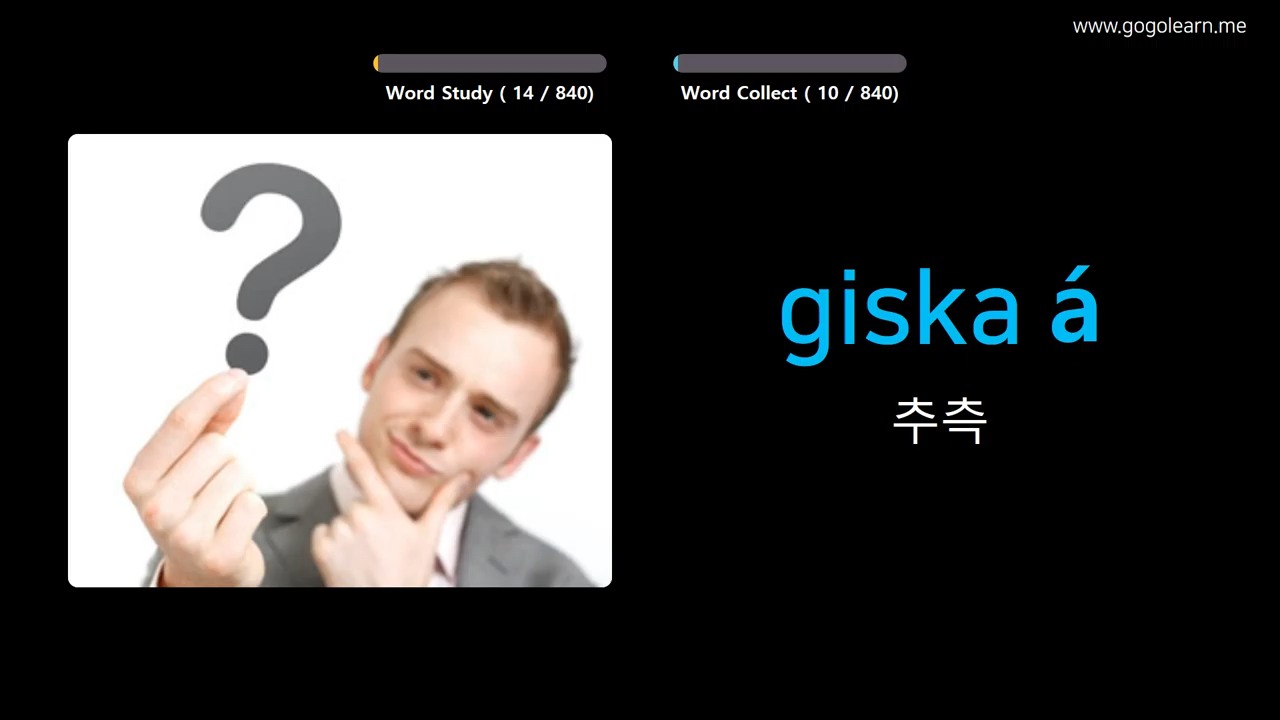 www.gogolearn.me
Word Study ( 14 / 840)
Word Collect ( 10 / 840)
?
giska á
추측